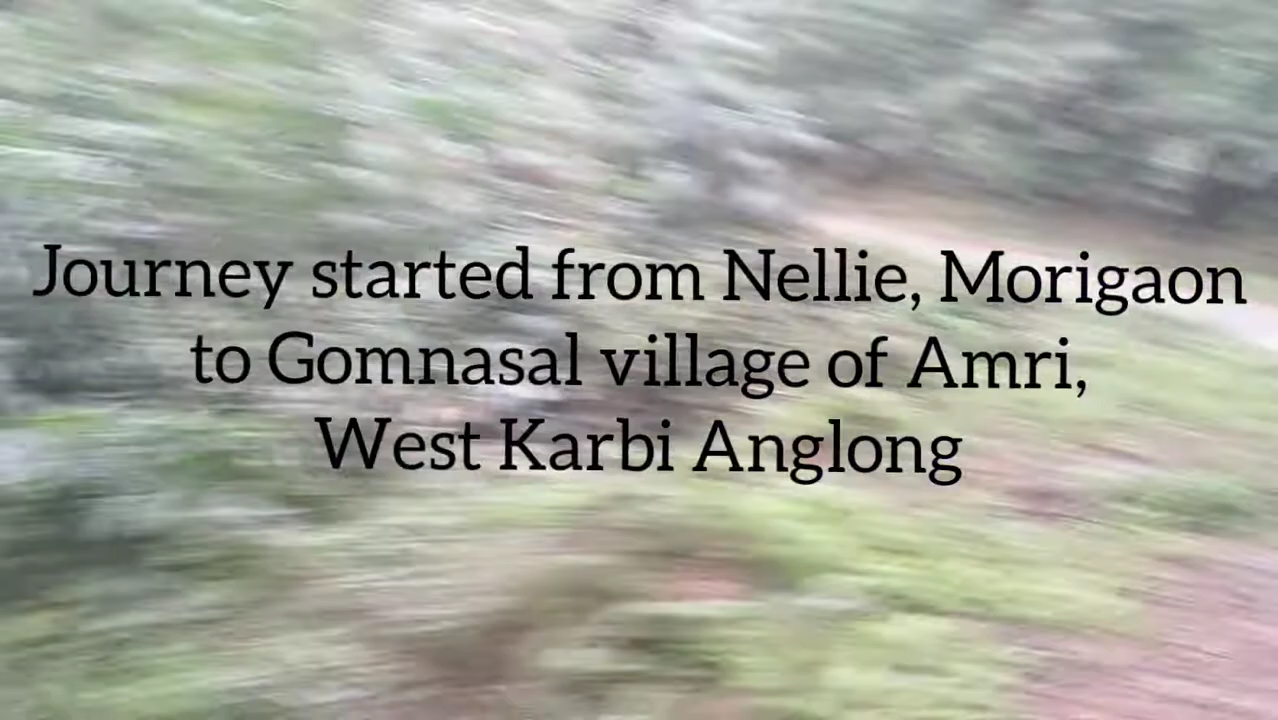 Journey started from Nellie, Morigaon
to Gomnasal village of Amri,
West Karbi Anglong